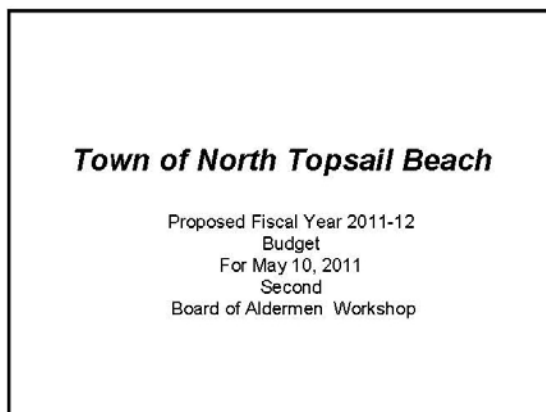 Town of North Topsail Beach
Proposed Fiscal Year 2011-12
Budget
For May 10, 2011
Second
Board of Aldermen Workshop